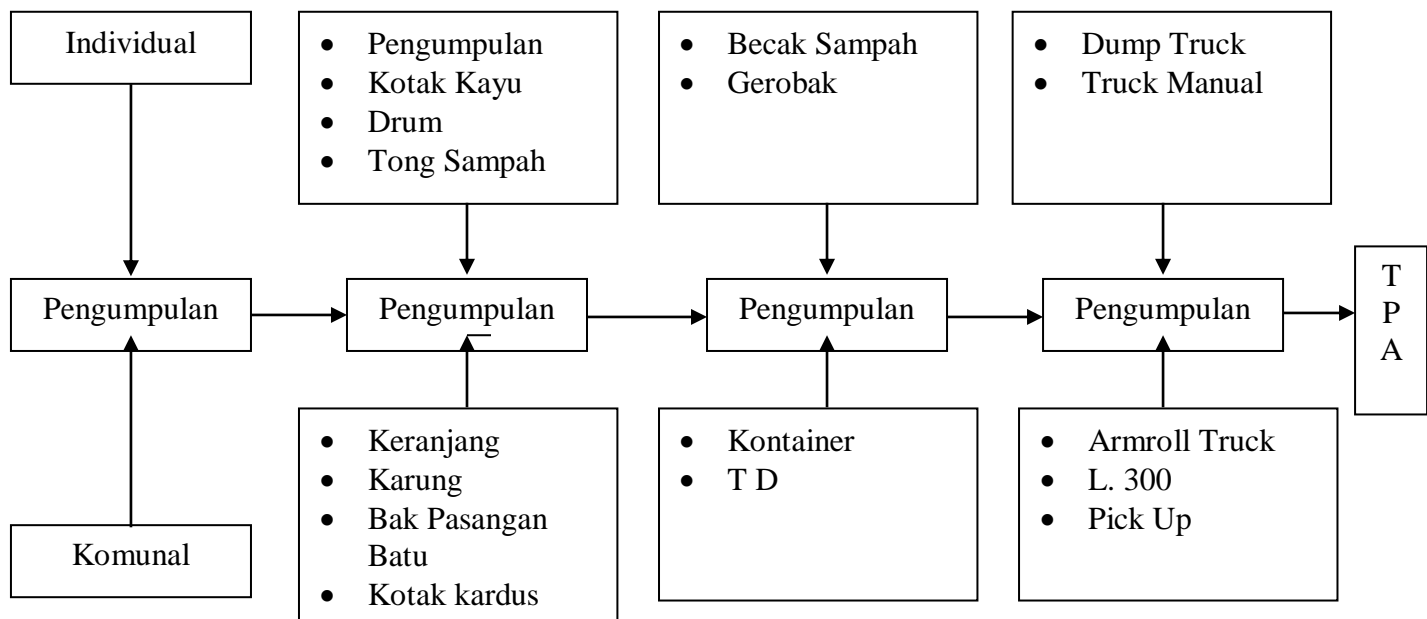 Individual
• Pengumpulan
• Kotak Kayu
• Drum
• Tong Sampah
• Becak Sampah
• Gerobak
• Dump Truck
• Truck Manual
Pengumpulan
Pengumpulan
Pengumpulan
Pengumpulan
T
P
A
Komunal
• Keranjang
• Karung
• Bak Pasangan
Batu
• Kotak kardus
• Kontainer
• T D
• Armroll Truck
• L. 300
• Pick Up